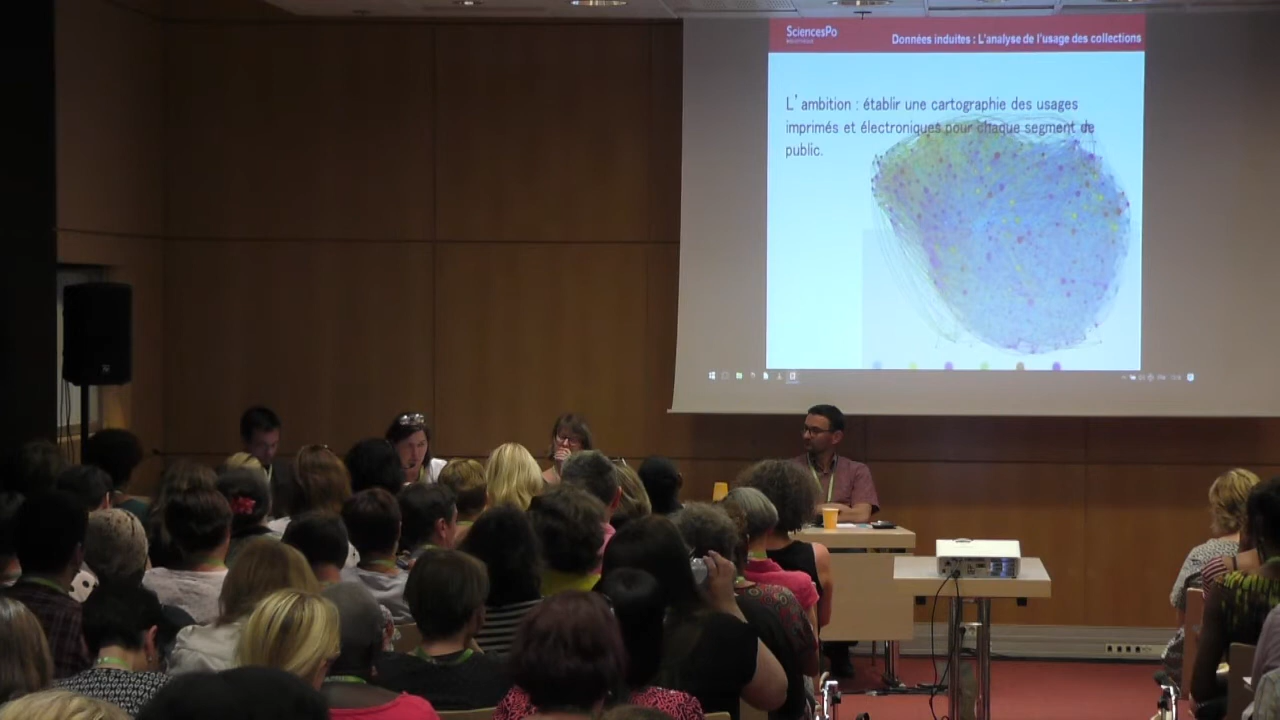 SciencesPo
Données induites : L'analyse de l'usage des collections
L'ambition : établir une cartographie des usages
imprimés et électroniques pour chaque segment de
public.